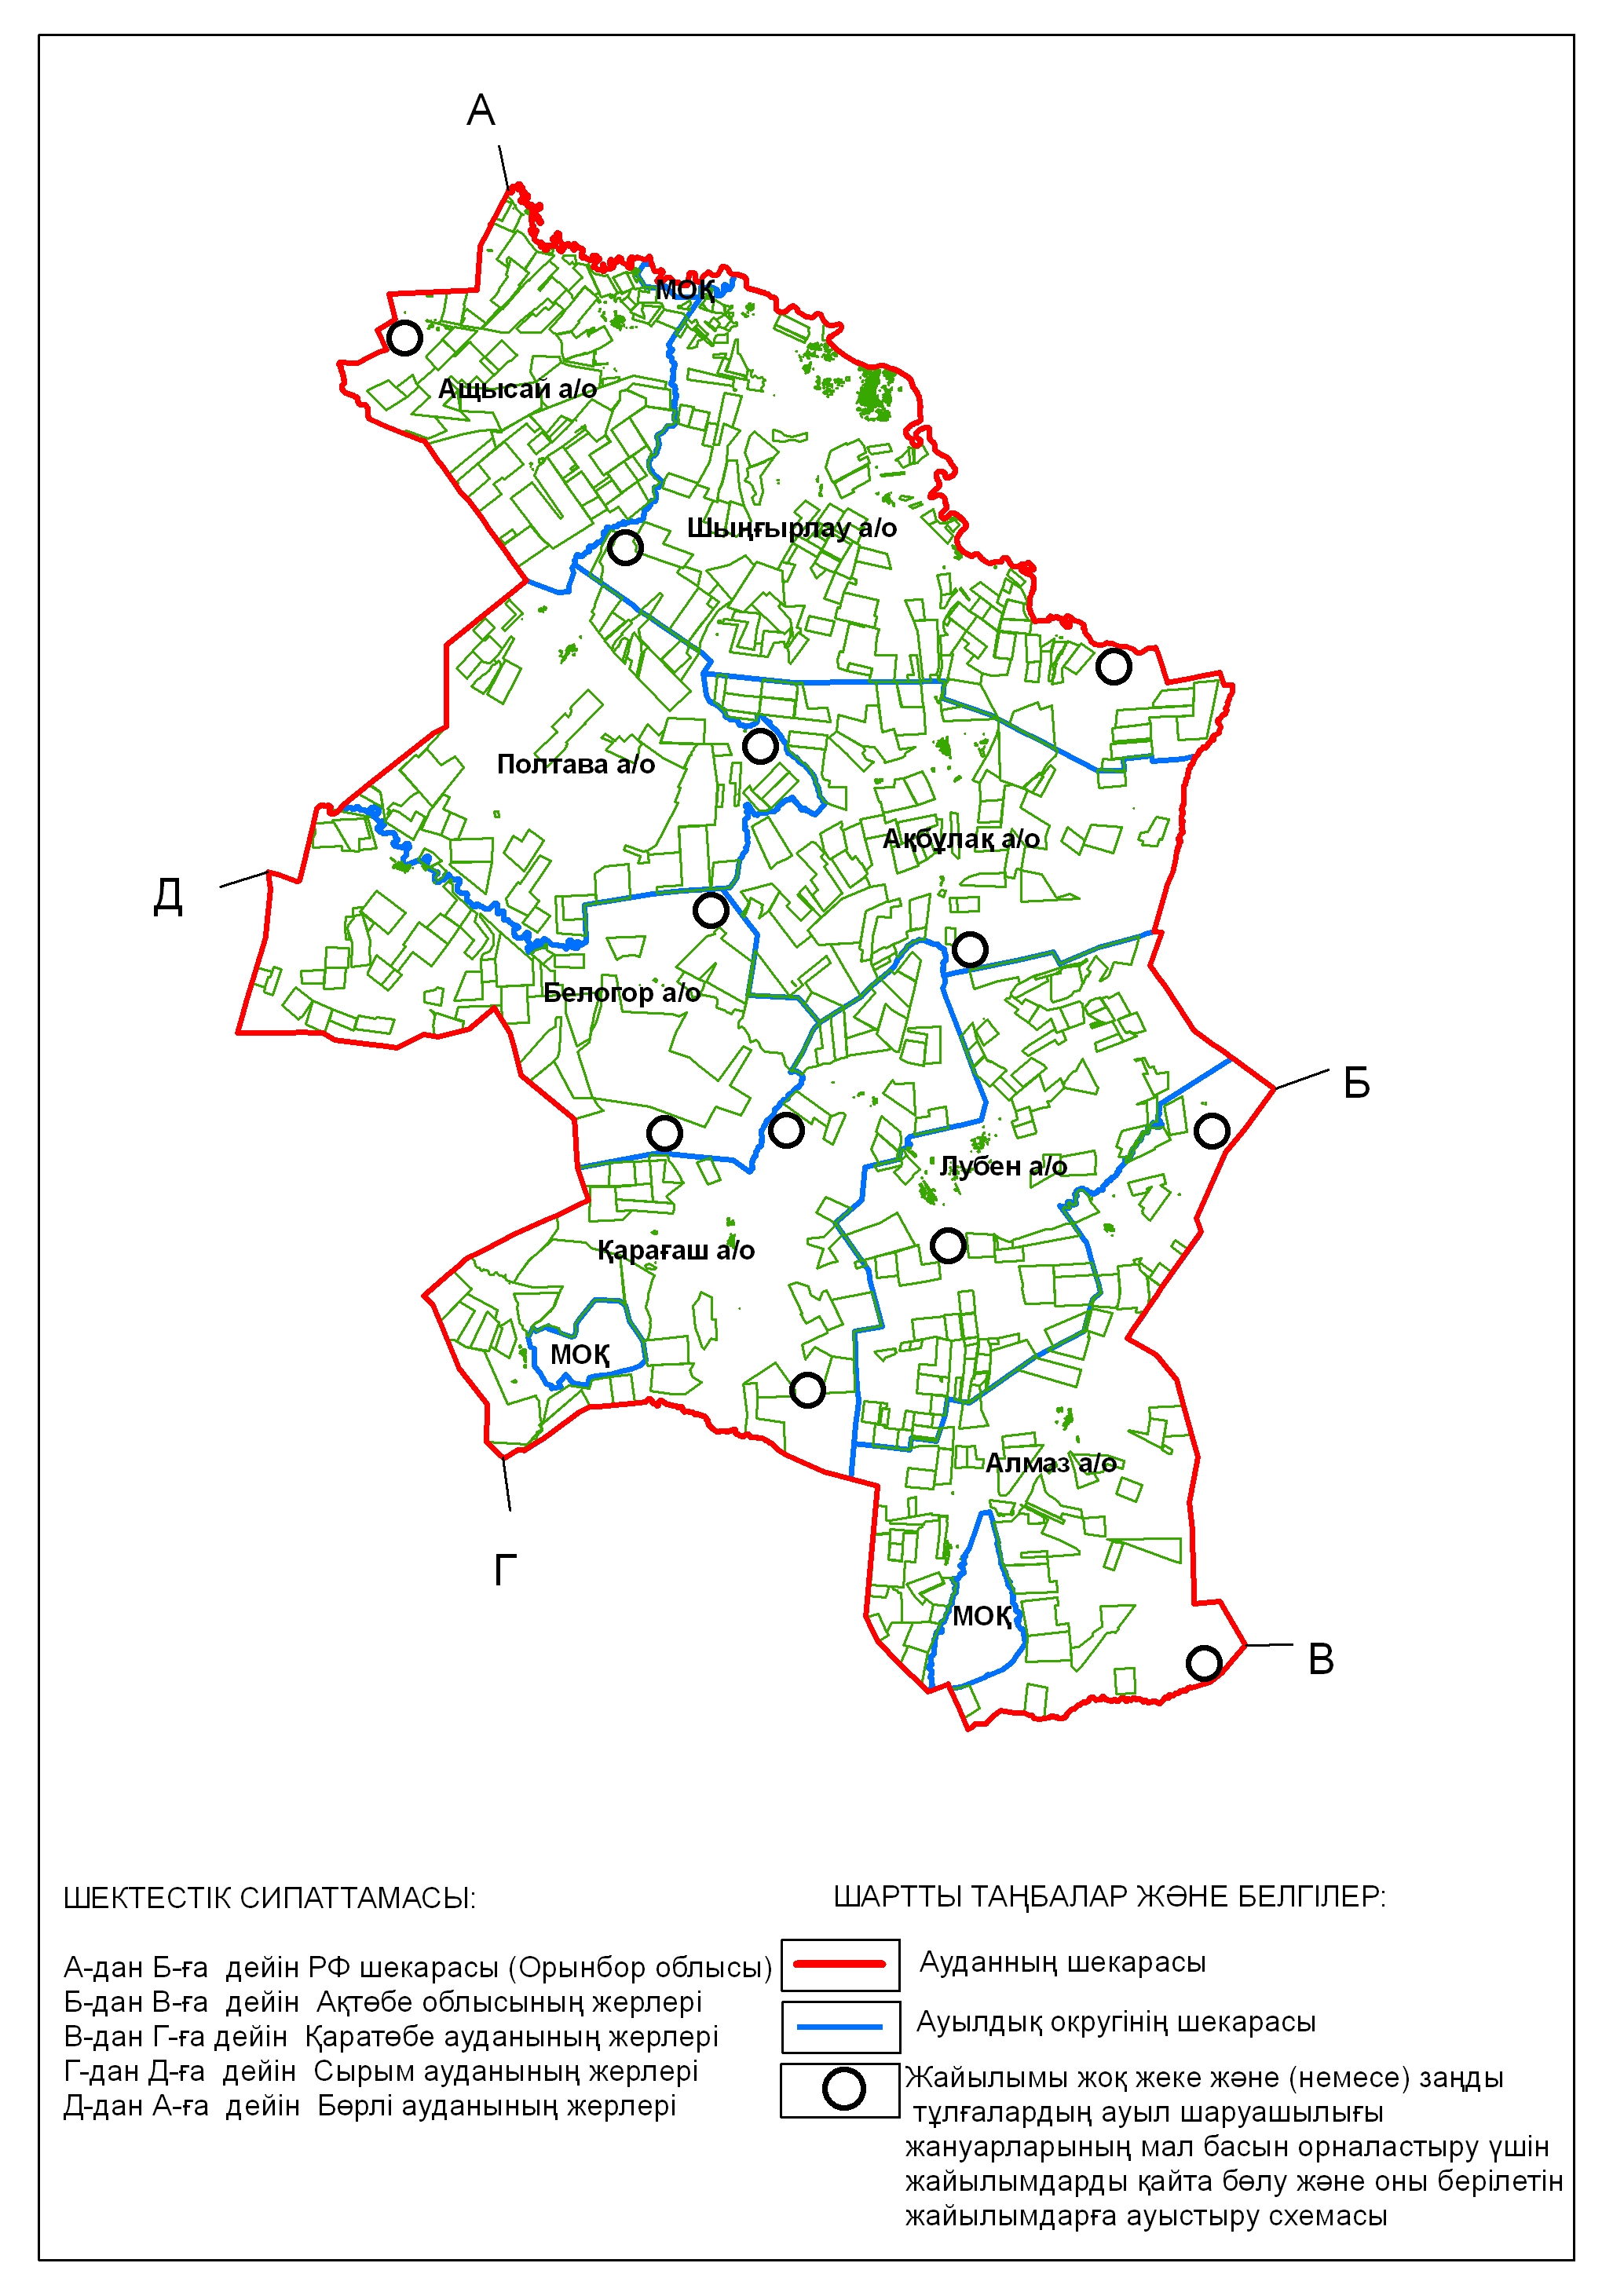 А
МОҚ
Ащысай а/о
Шыңғырлау а/о
Полтава а/о
Ақбұлақ а/о
Д
Белогор а/о
Б
Лубен а/о
Қарағаш а/о
МОҚ
Алмаз а/о
Г
МОҚ
В
ШЕКТЕСТІК СИПАТТАМАСЫ:
А-дан Б-ға дейін РФ шекарасы (Орынбор облысы)
Б-дан В-ға дейін Ақтөбе облысының жерлері
В-дан Г-ға дейін Қаратөбе ауданының жерлері
Г-дан Д-ға дейін Сырым ауданының жерлері
Д-дан А-ға дейін Бөрлі ауданының жерлері
ШАРТТЫ ТАҢБАЛАР ЖӘНЕ БЕЛГІЛЕР:
Ауданның шекарасы
Ауылдық округінің шекарасы
Жайылымы жоқ жеке және (немесе) заңды
тұлғалардың ауыл шаруашылығы
жануарларының мал басын орналастыру үшін
жайылымдарды қайта бөлу және оны берілетін
жайылымдарға ауыстыру схемасы